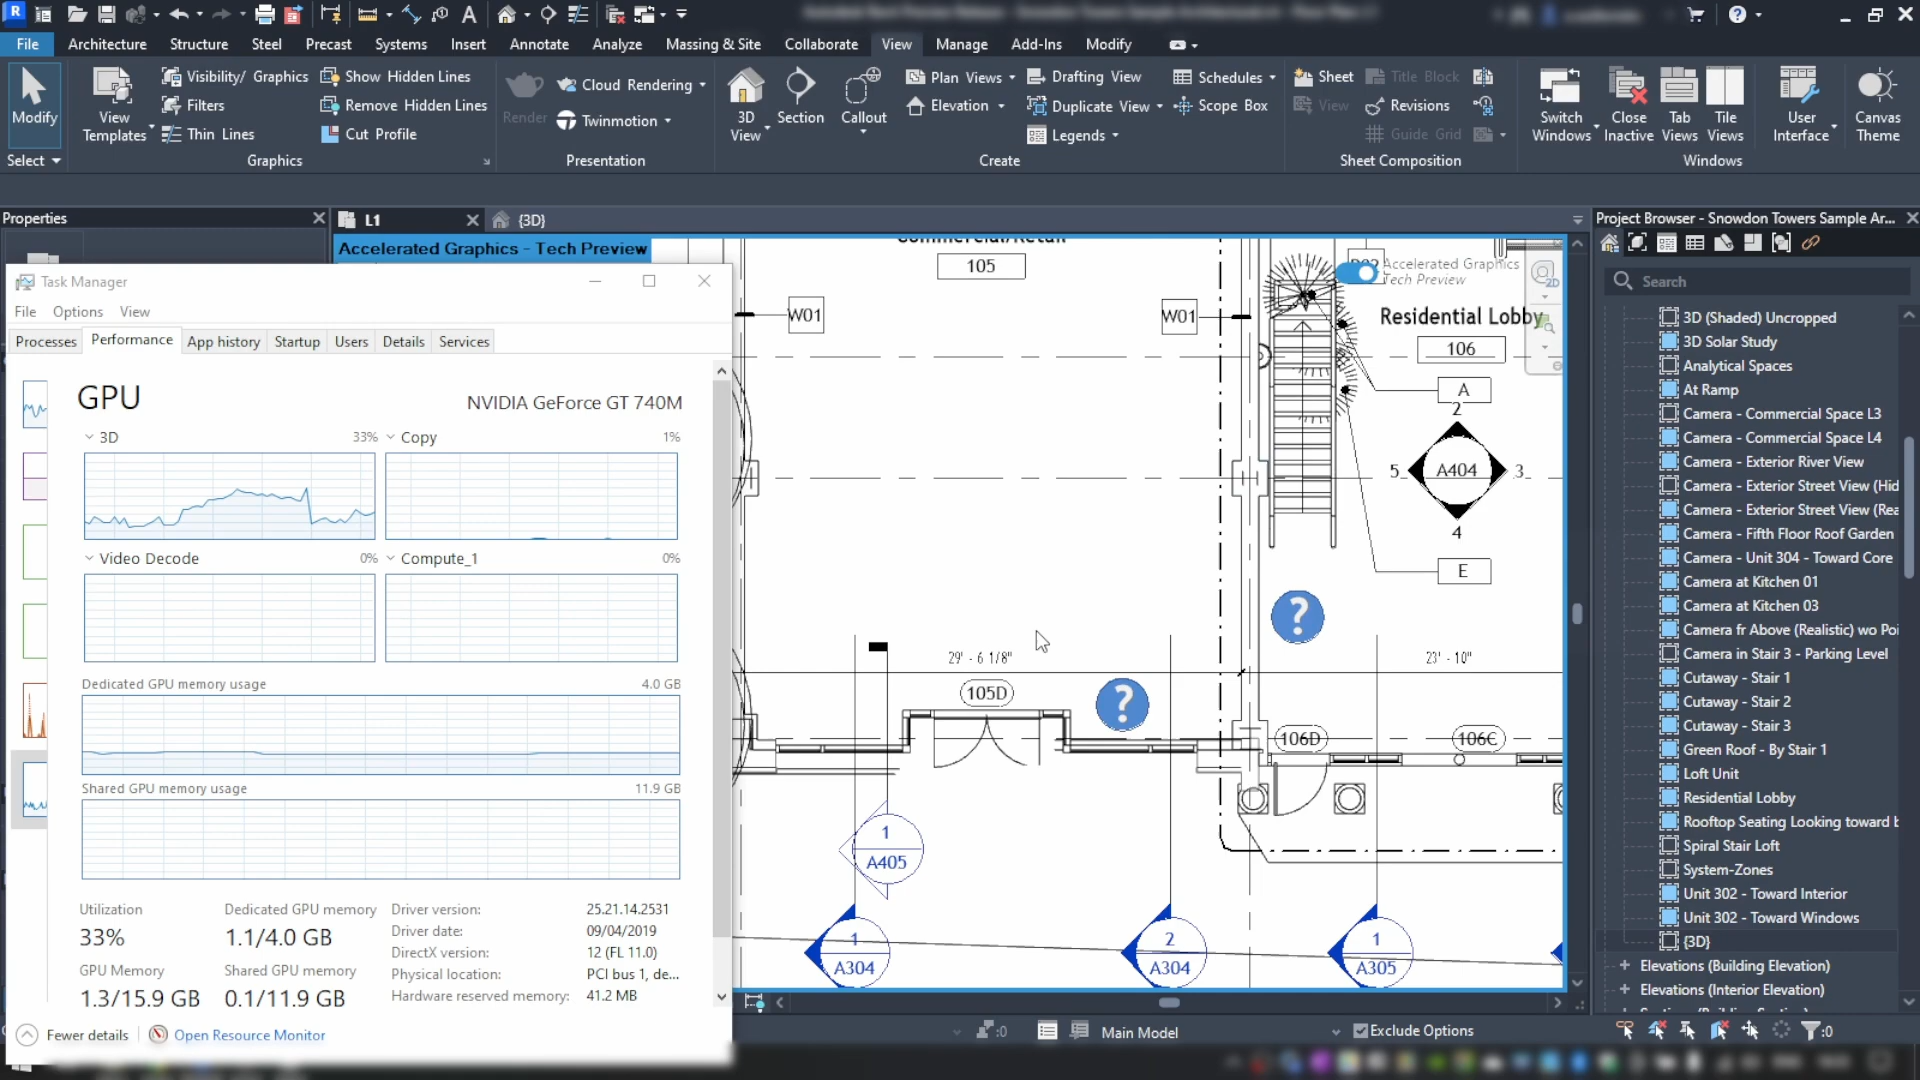 File
Architecture
Structure
Steel
Precast
Systems
Insert
Annotate
Analyze
Massing & Site
Collaborate
View
Manage
Add-Ins
Modify
Modify
Select
View
Templates
Visibility/ Graphics
Filters
Thin Lines
Show Hidden Lines
Remove Hidden Lines
Cut Profile
Graphics
Render
Cloud Rendering
Twinmotion
Presentation
3D
View
Section
Callout
Plan Views
Elevation
Drafting View
Duplicate View
Legends
Schedules
Scope Box
Create
Sheet
View
Title Block
Revisions
Guide Grid
Sheet Composition
Switch
Windows
Close
Inactive
Tab
Views
Tile
Views
User
Interface
Canvas
Theme
Windows
Properties
L1
{3D}
Accelerated Graphics - Tech Preview
Task Manager
File
Options
View
Processes
Performance
App history
Startup
Users
Details
Services
GPU
NVIDIA GeForce GT 740M
3D
33%
Copy
1%
Video Decode
0%
Compute_1
0%
Dedicated GPU memory usage
4.0 GB
Shared GPU memory usage
11.9 GB
Utilization
33%
Dedicated GPU memory
1.1/4.0 GB
GPU Memory
1.3/15.9 GB
Shared GPU memory
0.1/11.9 GB
Driver version:
25.21.14.2531
Driver date:
09/04/2019
DirectX version:
12 (FL 11.0)
Physical location:
PCI bus 1, de...
Hardware reserved memory:
41.2 MB
Fewer details
Open Resource Monitor
Commercial/Retail
105
W01
W01
Accelerated Graphics
Tech Preview
2D
Residential Lobby
106
A
2
5
A404
3
4
E
?
29' - 6 1/8"
23' - 10"
105D
?
106D
106C
1
A405
1
A304
2
A304
1
A305
:0
Main Model
Exclude Options
:0
Project Browser - Snowdon Towers Sample Ar...
Search
3D (Shaded) Uncropped
3D Solar Study
Analytical Spaces
At Ramp
Camera - Commercial Space L3
Camera - Commercial Space L4
Camera - Exterior River View
Camera - Exterior Street View (Hid
Camera - Exterior Street View (Rea
Camera - Fifth Floor Roof Garden
Camera - Unit 304 - Toward Core
Camera at Kitchen 01
Camera at Kitchen 03
Camera fr Above (Realistic) wo Poi
Camera in Stair 3 - Parking Level
Cutaway - Stair 1
Cutaway - Stair 2
Cutaway - Stair 3
Green Roof - By Stair 1
Loft Unit
Residential Lobby
Rooftop Seating Looking toward b
Spiral Stair Loft
System-Zones
Unit 302 - Toward Interior
Unit 302 - Toward Windows
{3D}
Elevations (Building Elevation)
Elevations (Interior Elevation)